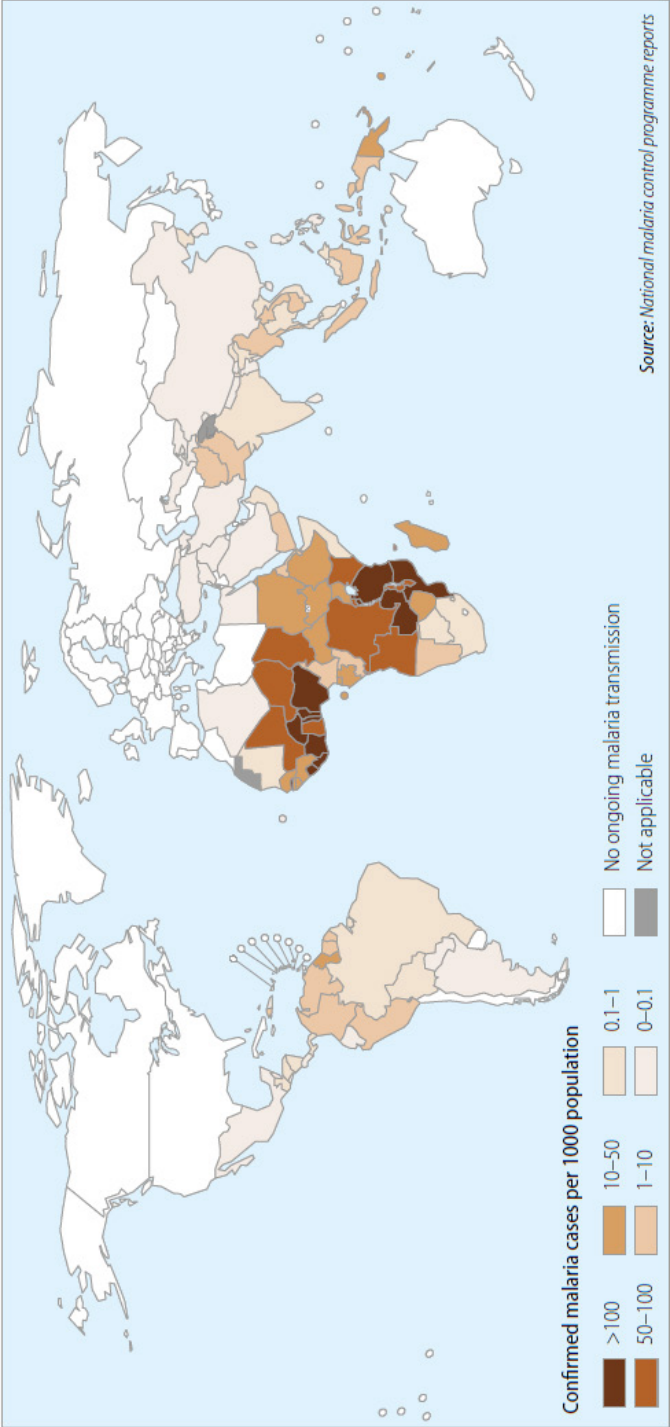 Confirmed malaria cases per 1000 population
>100
10–50
0.1–1
No ongoing malaria transmission
50–100
1–10
0–0.1
Not applicable
Source: National malaria control programme reports